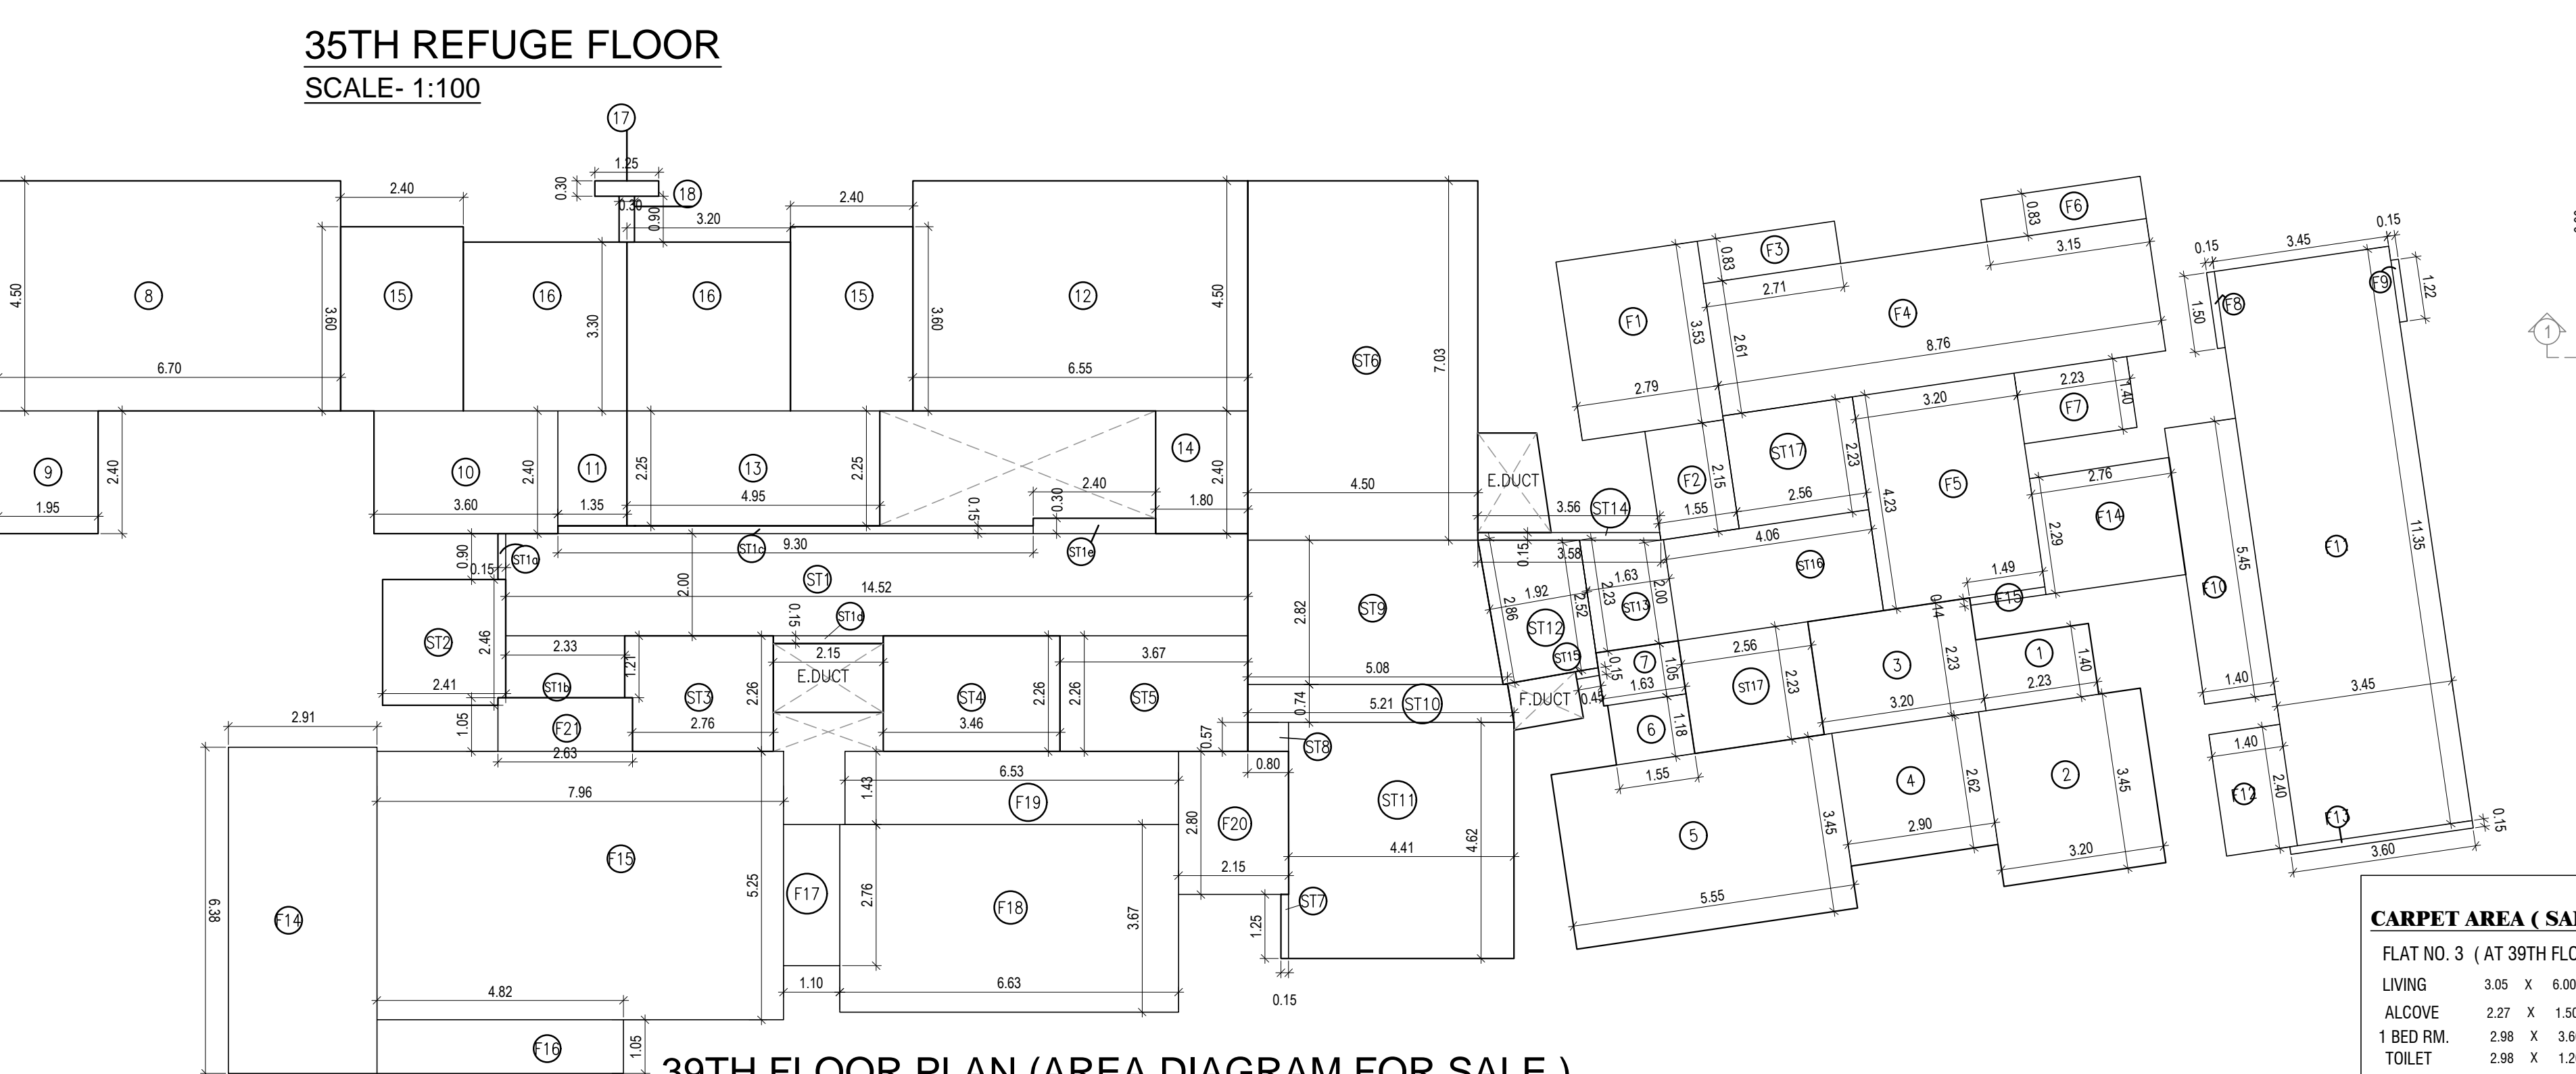 35TH REFUGE FLOOR
SCALE- 1:100
17
1.25
0.30
18
0.30
0.90
2.40
3.20
2.40
4.50
8
6.70
15
3.60
16
3.30
16
15
3.60
12
4.50
6.55
ST6
7.03
4.50
9
2.40
1.95
10
3.60
2.40
11
1.35
2.25
13
4.95
2.25
2.40
0.30
0.15
14
2.40
1.80
E.DUCT
0.90
0.15
ST1a
ST1c
9.30
ST1e
ST1
14.52
2.00
ST2
2.46
2.41
2.33
1.21
ST1b
0.15
ST1d
2.15
E.DUCT
ST3
2.76
2.26
ST4
3.46
2.26
2.26
3.67
ST5
1.05
F21
2.63
2.82
ST9
5.08
0.74
5.21
ST10
0.57
ST8
0.80
3.56
ST14
0.15
3.58
1.92
2.86
2.52
ST12
ST15
2.23
1.63
ST13
2.00
F.DUCT
0.45
0.15
7
1.63
1.05
6
1.18
1.55
2.56
ST17
2.23
3
3.20
2.23
1
2.23
1.40
4
2.90
2.62
2
3.45
3.20
5
5.55
3.45
F1
2.79
3.53
F3
0.83
2.71
2.61
F4
8.76
F6
0.83
3.15
F2
2.15
1.55
ST17
2.23
2.56
4.06
ST16
4.23
3.20
F5
2.23
1.40
F7
2.76
F14
2.29
1.49
F15
0.14
0.15
3.45
0.15
F8
1.50
F9
1.22
F11
11.35
3.45
F10
5.45
1.40
F12
1.40
2.40
F13
0.15
3.60
1
2.91
6.38
F14
7.96
F15
5.25
4.82
F16
1.05
F17
2.76
1.10
1.43
6.53
F19
F18
3.67
6.63
F20
2.80
2.15
ST7
1.25
0.15
ST11
4.41
4.62
39TH FLOOR PLAN (AREA DIAGRAM FOR SALE )
CARPET AREA ( SA
FLAT NO. 3 ( AT 39TH FLO
LIVING 3.05 X 6.00
ALCOVE 2.27 X 1.50
1 BED RM. 2.98 X 3.6
TOILET 2.98 X 1.2